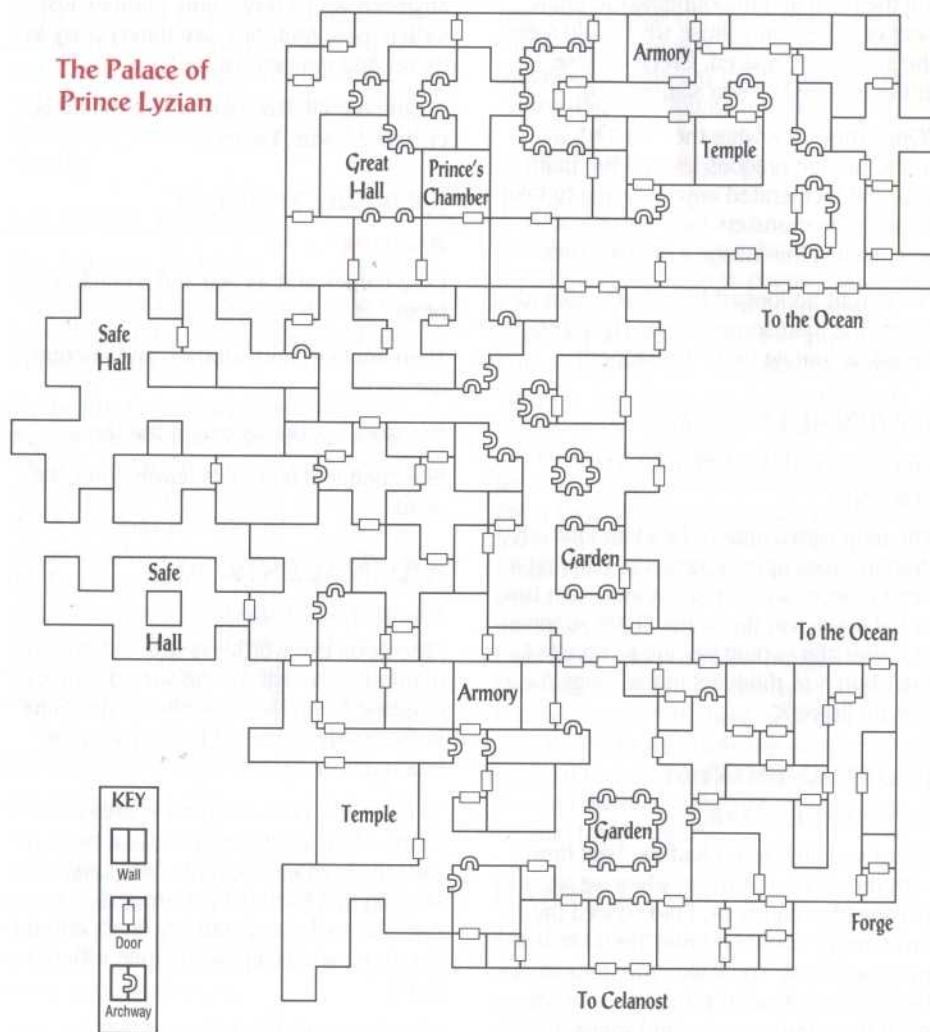 The Palace of
Prince Lyzian
Armory
Temple
Great
Hall
Prince's
Chamber
To the Ocean
Safe
Hall
Garden
Safe
Hall
To the Ocean
Armory
Temple
Garden
Forge
To Celanost
KEY
Wall
Door
Archway